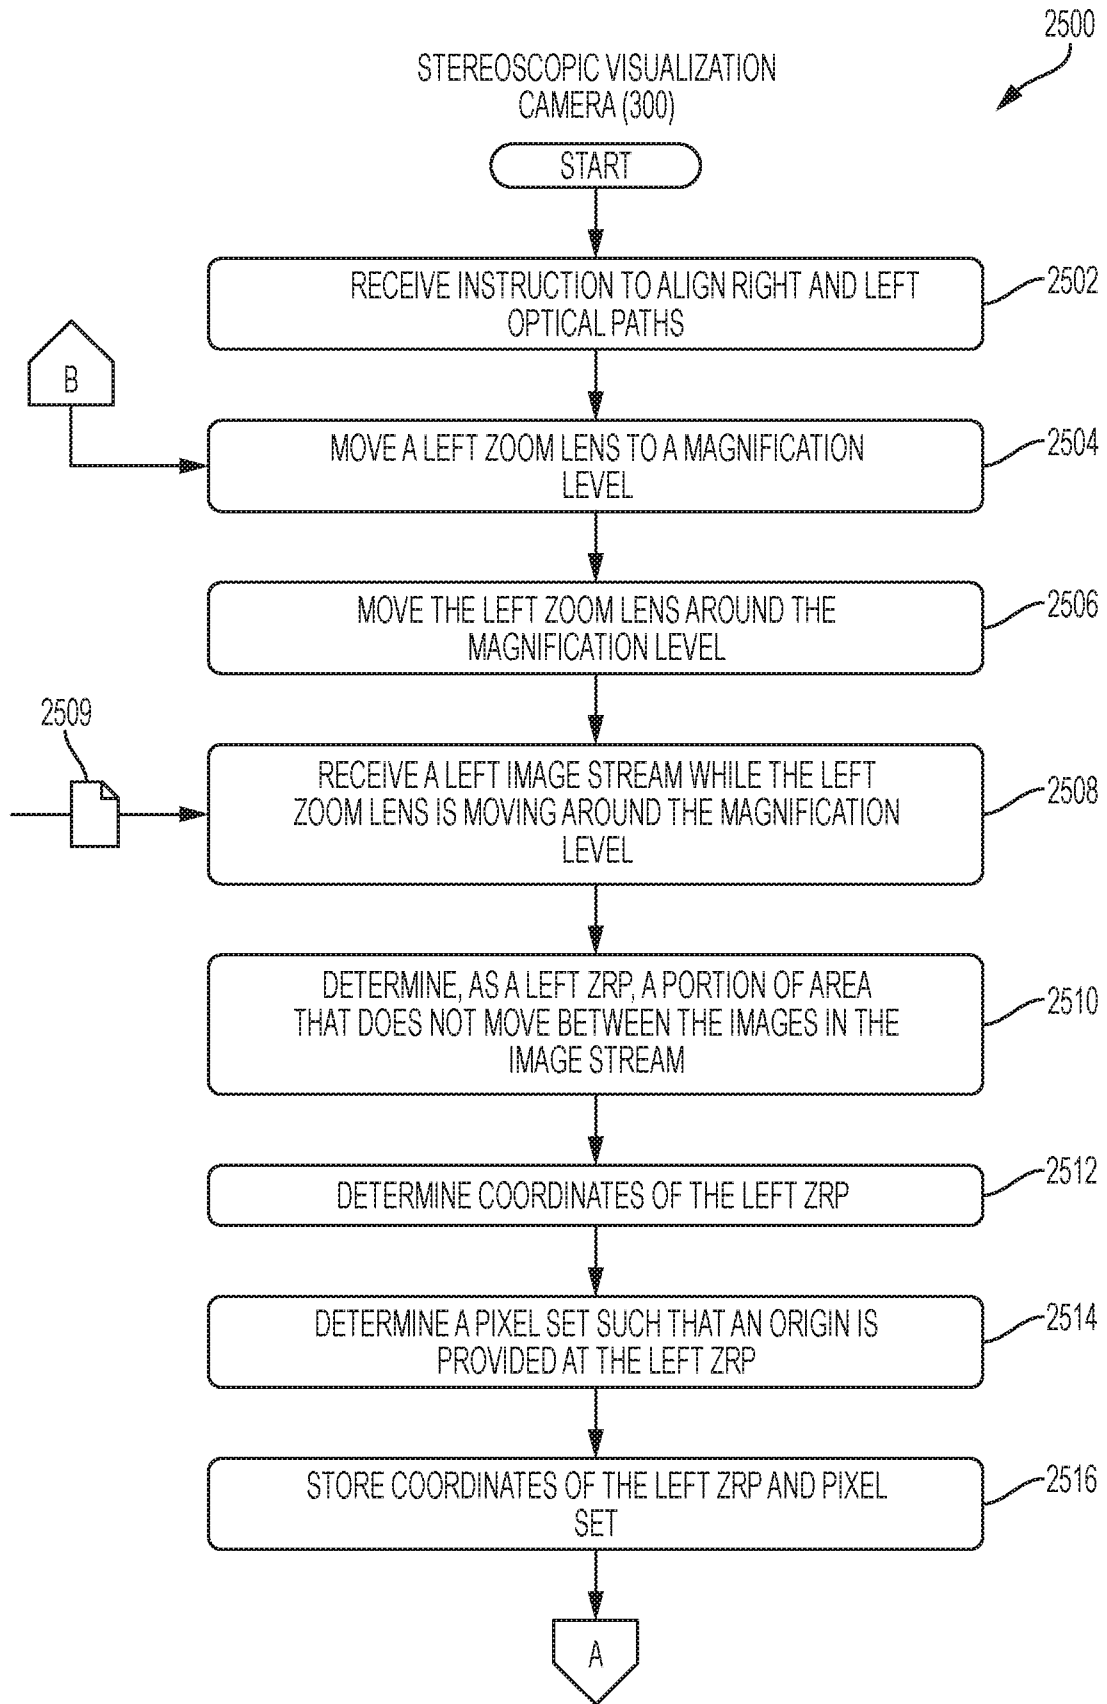 2500
STEREOSCOPIC VISUALIZATION
CAMERA (300)
START
RECEIVE INSTRUCTION TO ALIGN RIGHT AND LEFT
OPTICAL PATHS
2502
B
MOVE A LEFT ZOOM LENS TO A MAGNIFICATION
LEVEL
2504
MOVE THE LEFT ZOOM LENS AROUND THE
MAGNIFICATION LEVEL
2506
2509
RECEIVE A LEFT IMAGE STREAM WHILE THE LEFT
ZOOM LENS IS MOVING AROUND THE MAGNIFICATION
LEVEL
2508
DETERMINE, AS A LEFT ZRP, A PORTION OF AREA
THAT DOES NOT MOVE BETWEEN THE IMAGES IN THE
IMAGE STREAM
2510
DETERMINE COORDINATES OF THE LEFT ZRP
2512
DETERMINE A PIXEL SET SUCH THAT AN ORIGIN IS
PROVIDED AT THE LEFT ZRP
2514
STORE COORDINATES OF THE LEFT ZRP AND PIXEL
SET
2516
A